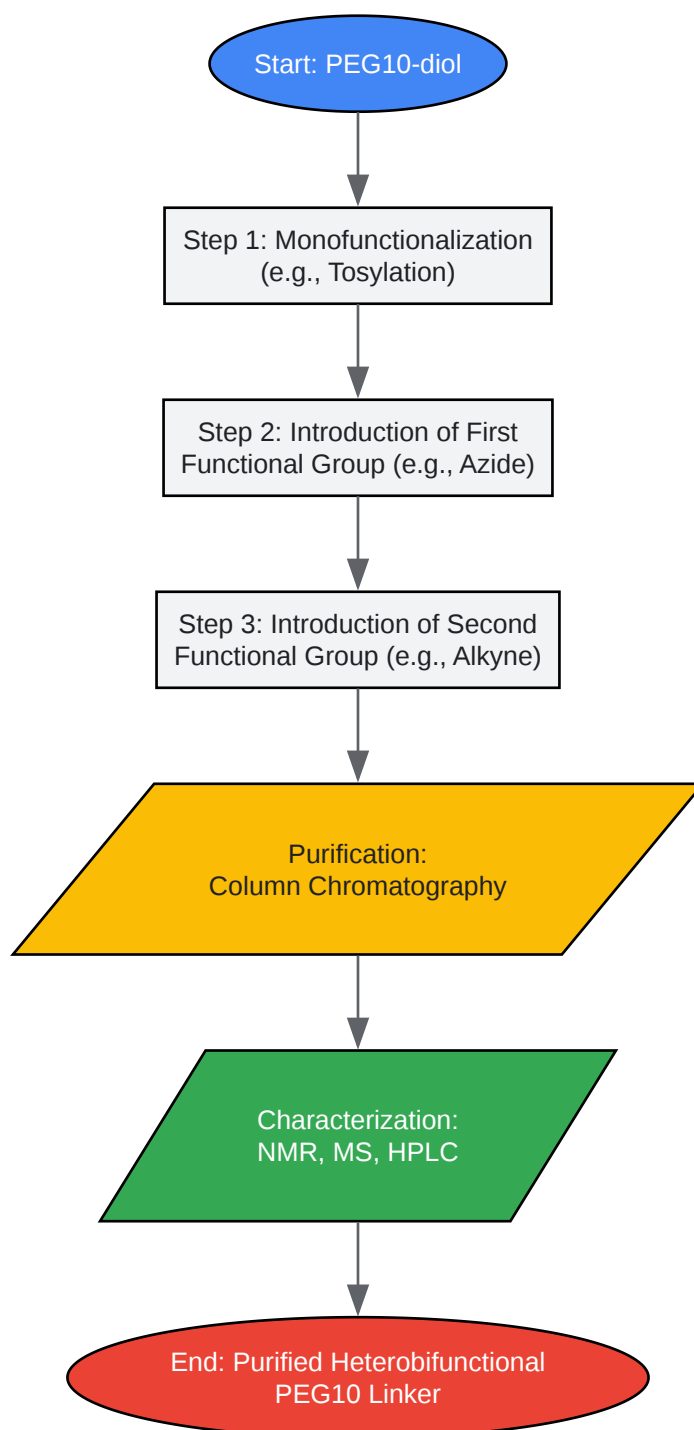 Start: PEG10-diol
Step 1: Monofunctionalization
(e.g., Tosylation)
Step 2: Introduction of First
Functional Group (e.g., Azide)
Step 3: Introduction of Second
Functional Group (e.g., Alkyne)
Purification:
Column Chromatography
Characterization:
NMR, MS, HPLC
End: Purified Heterobifunctional
PEG10 Linker